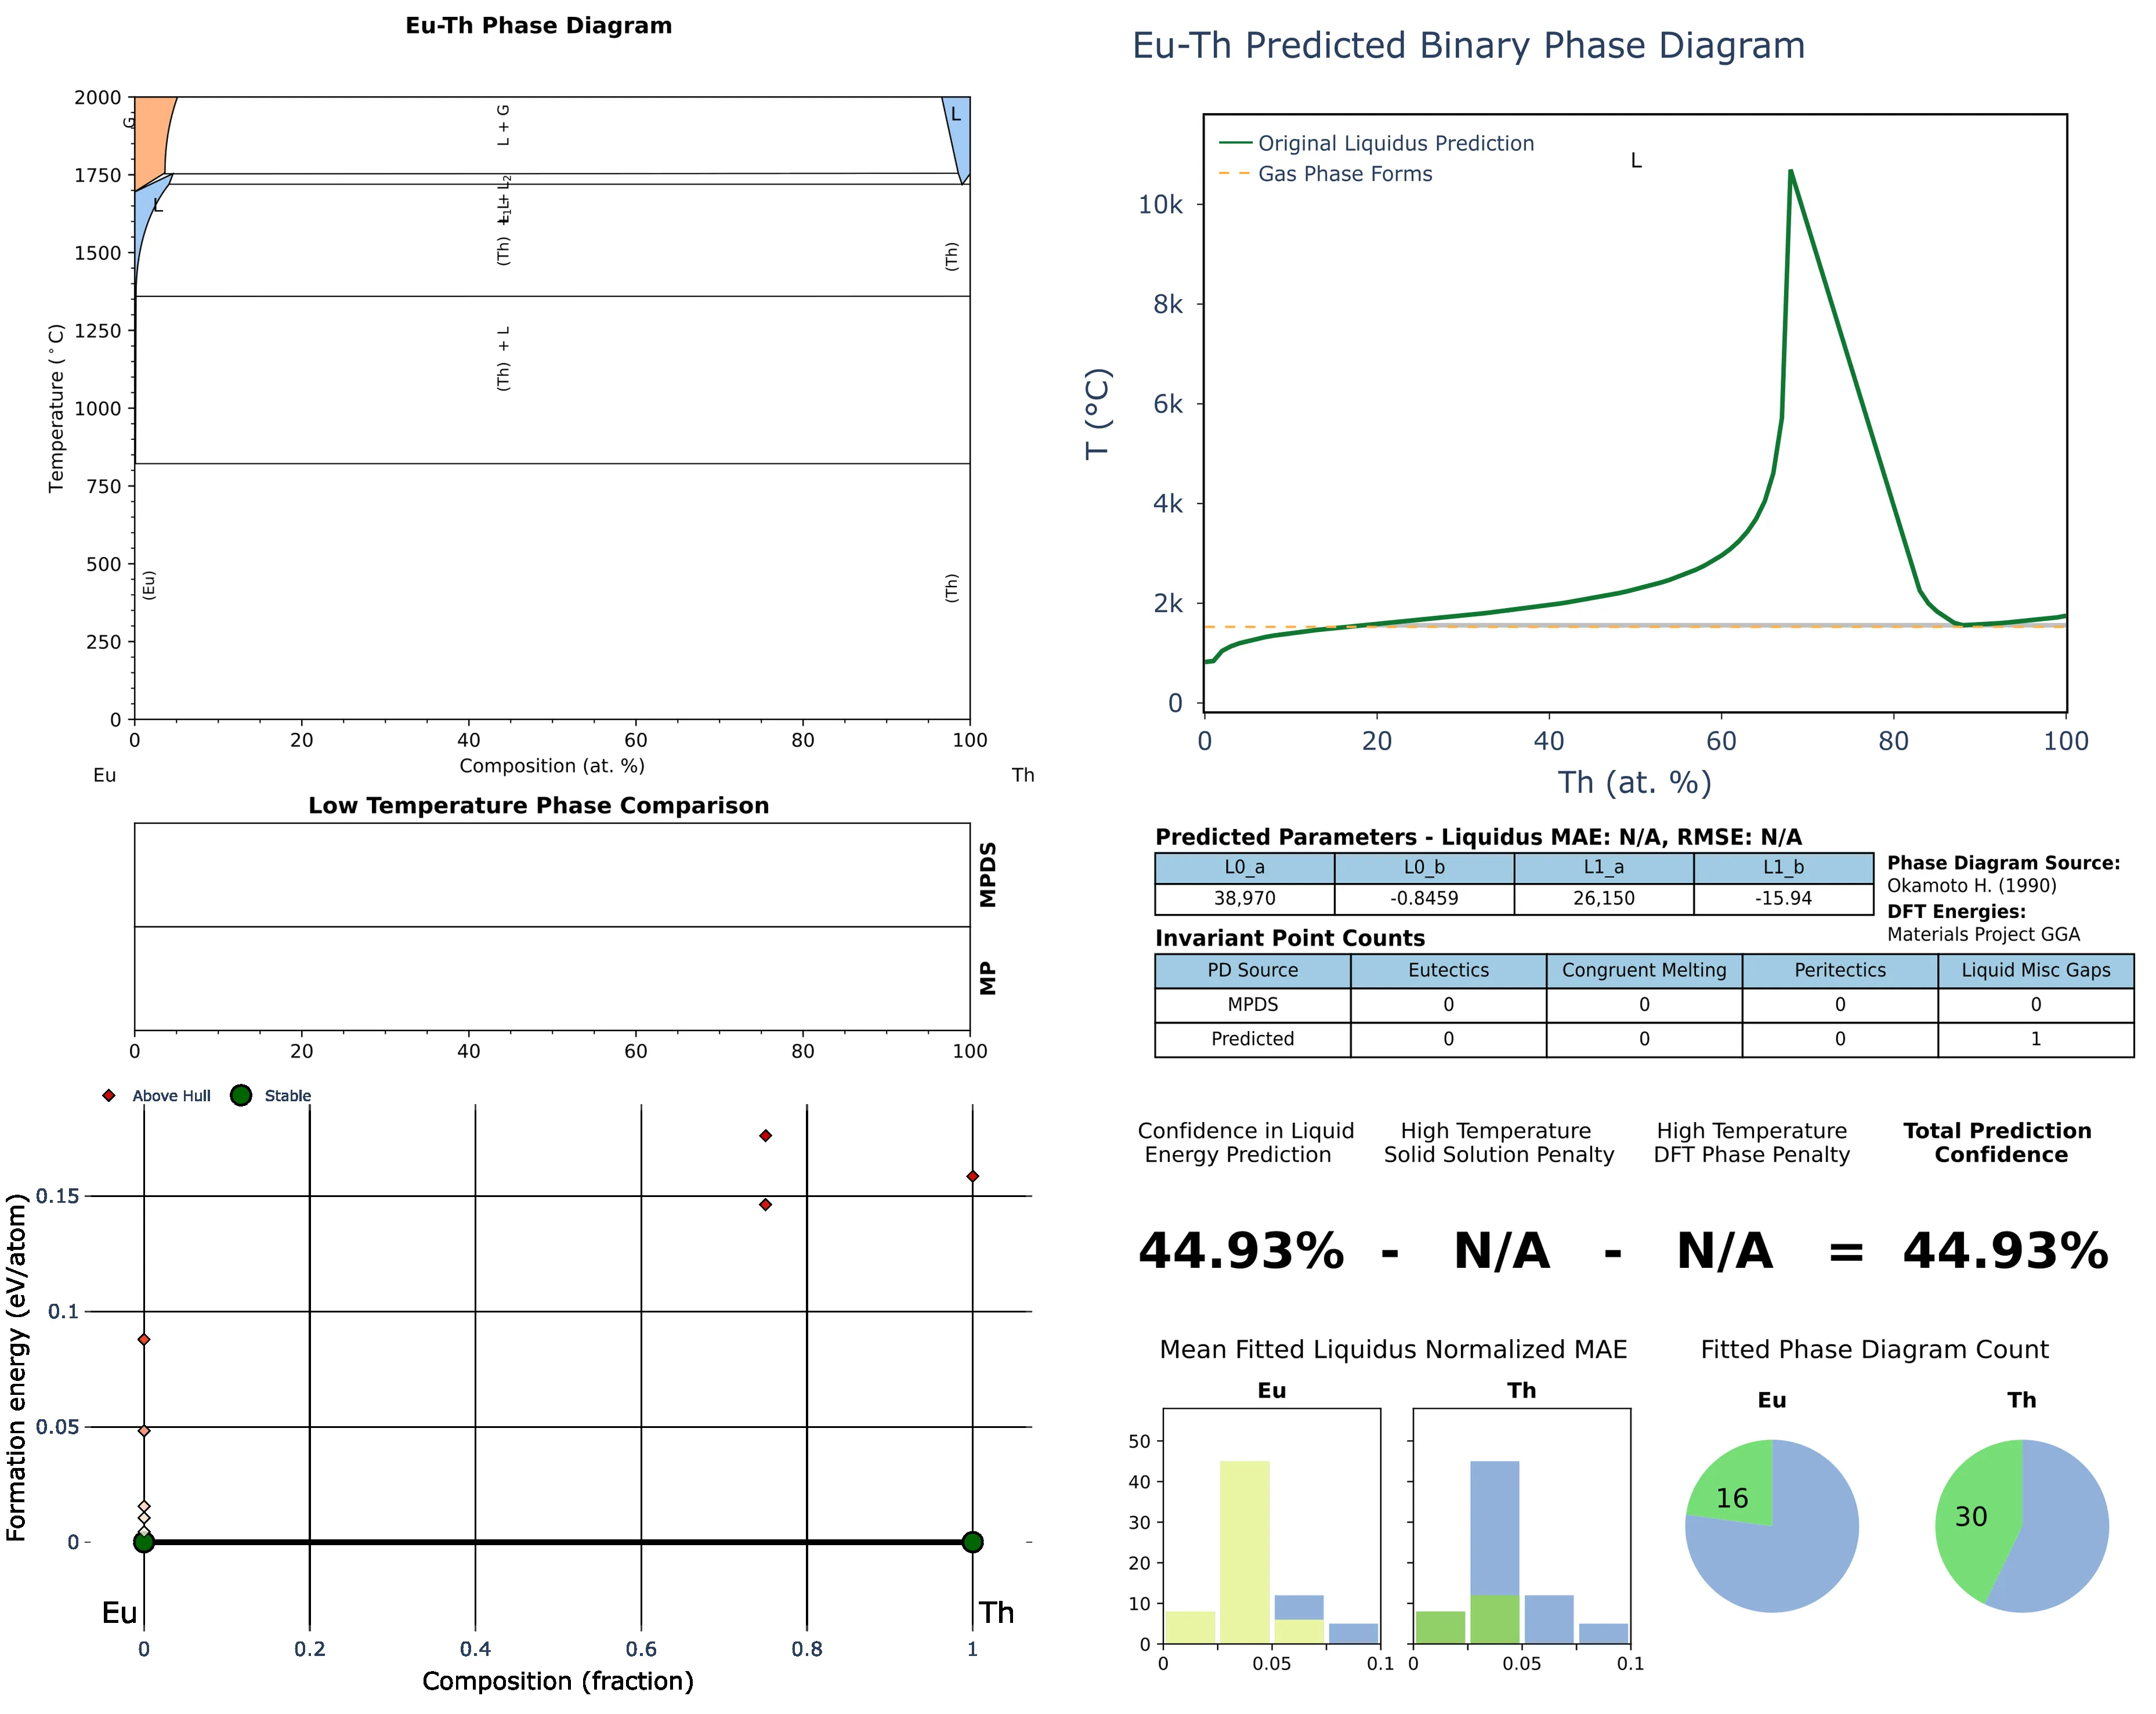 Eu-Th Phase Diagram
2000
1750
1500
1250
1000
750
500
250
0
Temperature (°C)
G
L
L + G
L
(Th) + L
(Th)
(Th) + L
(Eu)
(Th)
0 20 40 60 80 100
Composition (at. %)
Eu Th
Low Temperature Phase Comparison
MPDS
MP
0 20 40 60 80 100
Above Hull Stable
0.15
0.1
0.05
0
Formation energy (eV/atom)
Eu Th
0 0.2 0.4 0.6 0.8 1
Composition (fraction)
Eu-Th Predicted Binary Phase Diagram
Original Liquidus Prediction
Gas Phase Forms
L
10k
8k
6k
4k
2k
0
T (°C)
0 20 40 60 80 100
Th (at. %)
Predicted Parameters - Liquidus MAE: N/A, RMSE: N/A
L0_a L0_b L1_a L1_b
38,970 -0.8459 26,150 -15.94
Phase Diagram Source:
Okamoto H. (1990)
DFT Energies:
Materials Project GGA
Invariant Point Counts
PD Source Eutectics Congruent Melting Peritectics Liquid Misc Gaps
MPDS 0 0 0 0
Predicted 0 0 0 1
Confidence in Liquid
Energy Prediction
High Temperature
Solid Solution Penalty
High Temperature
DFT Phase Penalty
Total Prediction
Confidence
44.93% - N/A - N/A = 44.93%
Mean Fitted Liquidus Normalized MAE
Eu Th
50
40
30
20
10
0
0 0.05 0.1 0 0.05 0.1
Fitted Phase Diagram Count
Eu Th
16 30